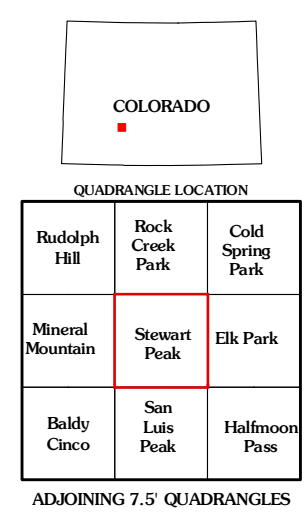 COLORADO
QUADRANGLE LOCATION
Rudolph
Hill
Rock
Creek
Park
Cold
Spring
Park
Mineral
Mountain
Stewart
Peak
Elk Park
Baldy
Cinco
San
Luis
Peak
Halfmoon
Pass
ADJOINING 7.5' QUADRANGLES